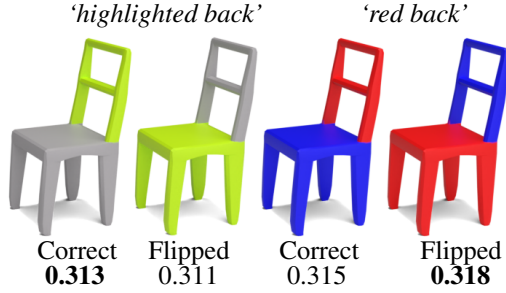 ‘highlighted back’ ‘red back’
Correct Flipped Correct Flipped
0.313 0.311 0.315 0.318